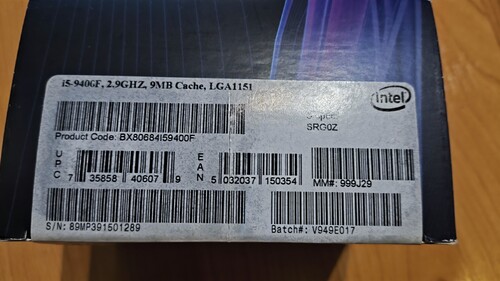 i5-9400F, 2.9GHZ, 9MB Cache, LGA1151
intel
SRG0Z
Product Code: BX80684I59400F
UPC 7 35858 40607 9
EAN 5 032037 150354
MM#: 999J29
S/N: 89MP391501289
Batch#: V949E017